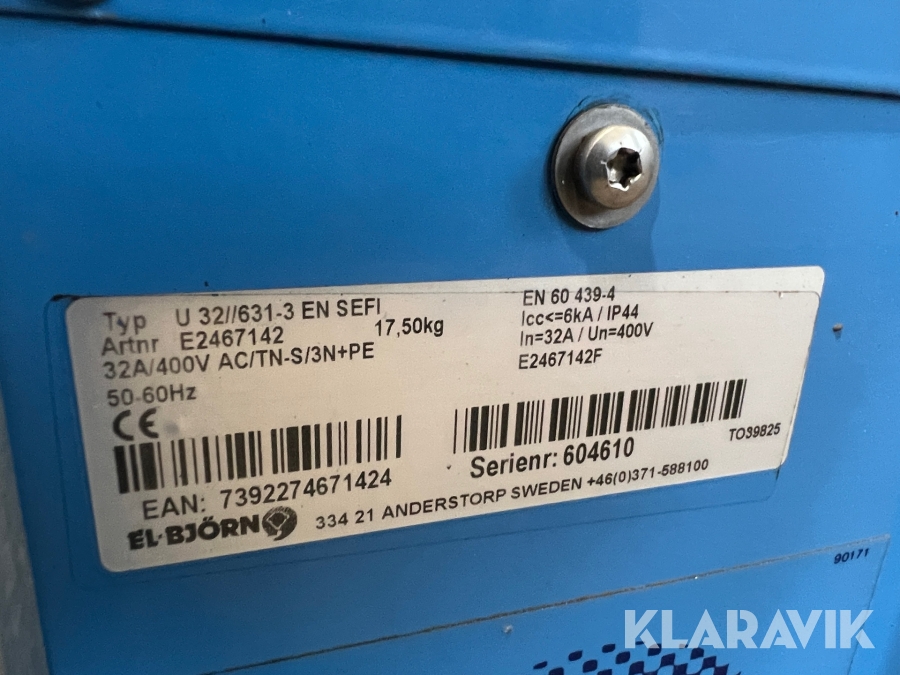 Typ U 32//631-3 EN SEFI
Artnr E2467142 17,50kg
32A/400V AC/TN-S/3N+PE
50-60Hz
CE
EN 60 439-4
Icc<=6kA / IP44
In=32A / Un=400V
E2467142F
TO39825
Serienr: 604610
EAN: 7392274671424
EL·BJÖRN 334 21 ANDERSTORP SWEDEN +46(0)371-588100
90171
KLARAVIK